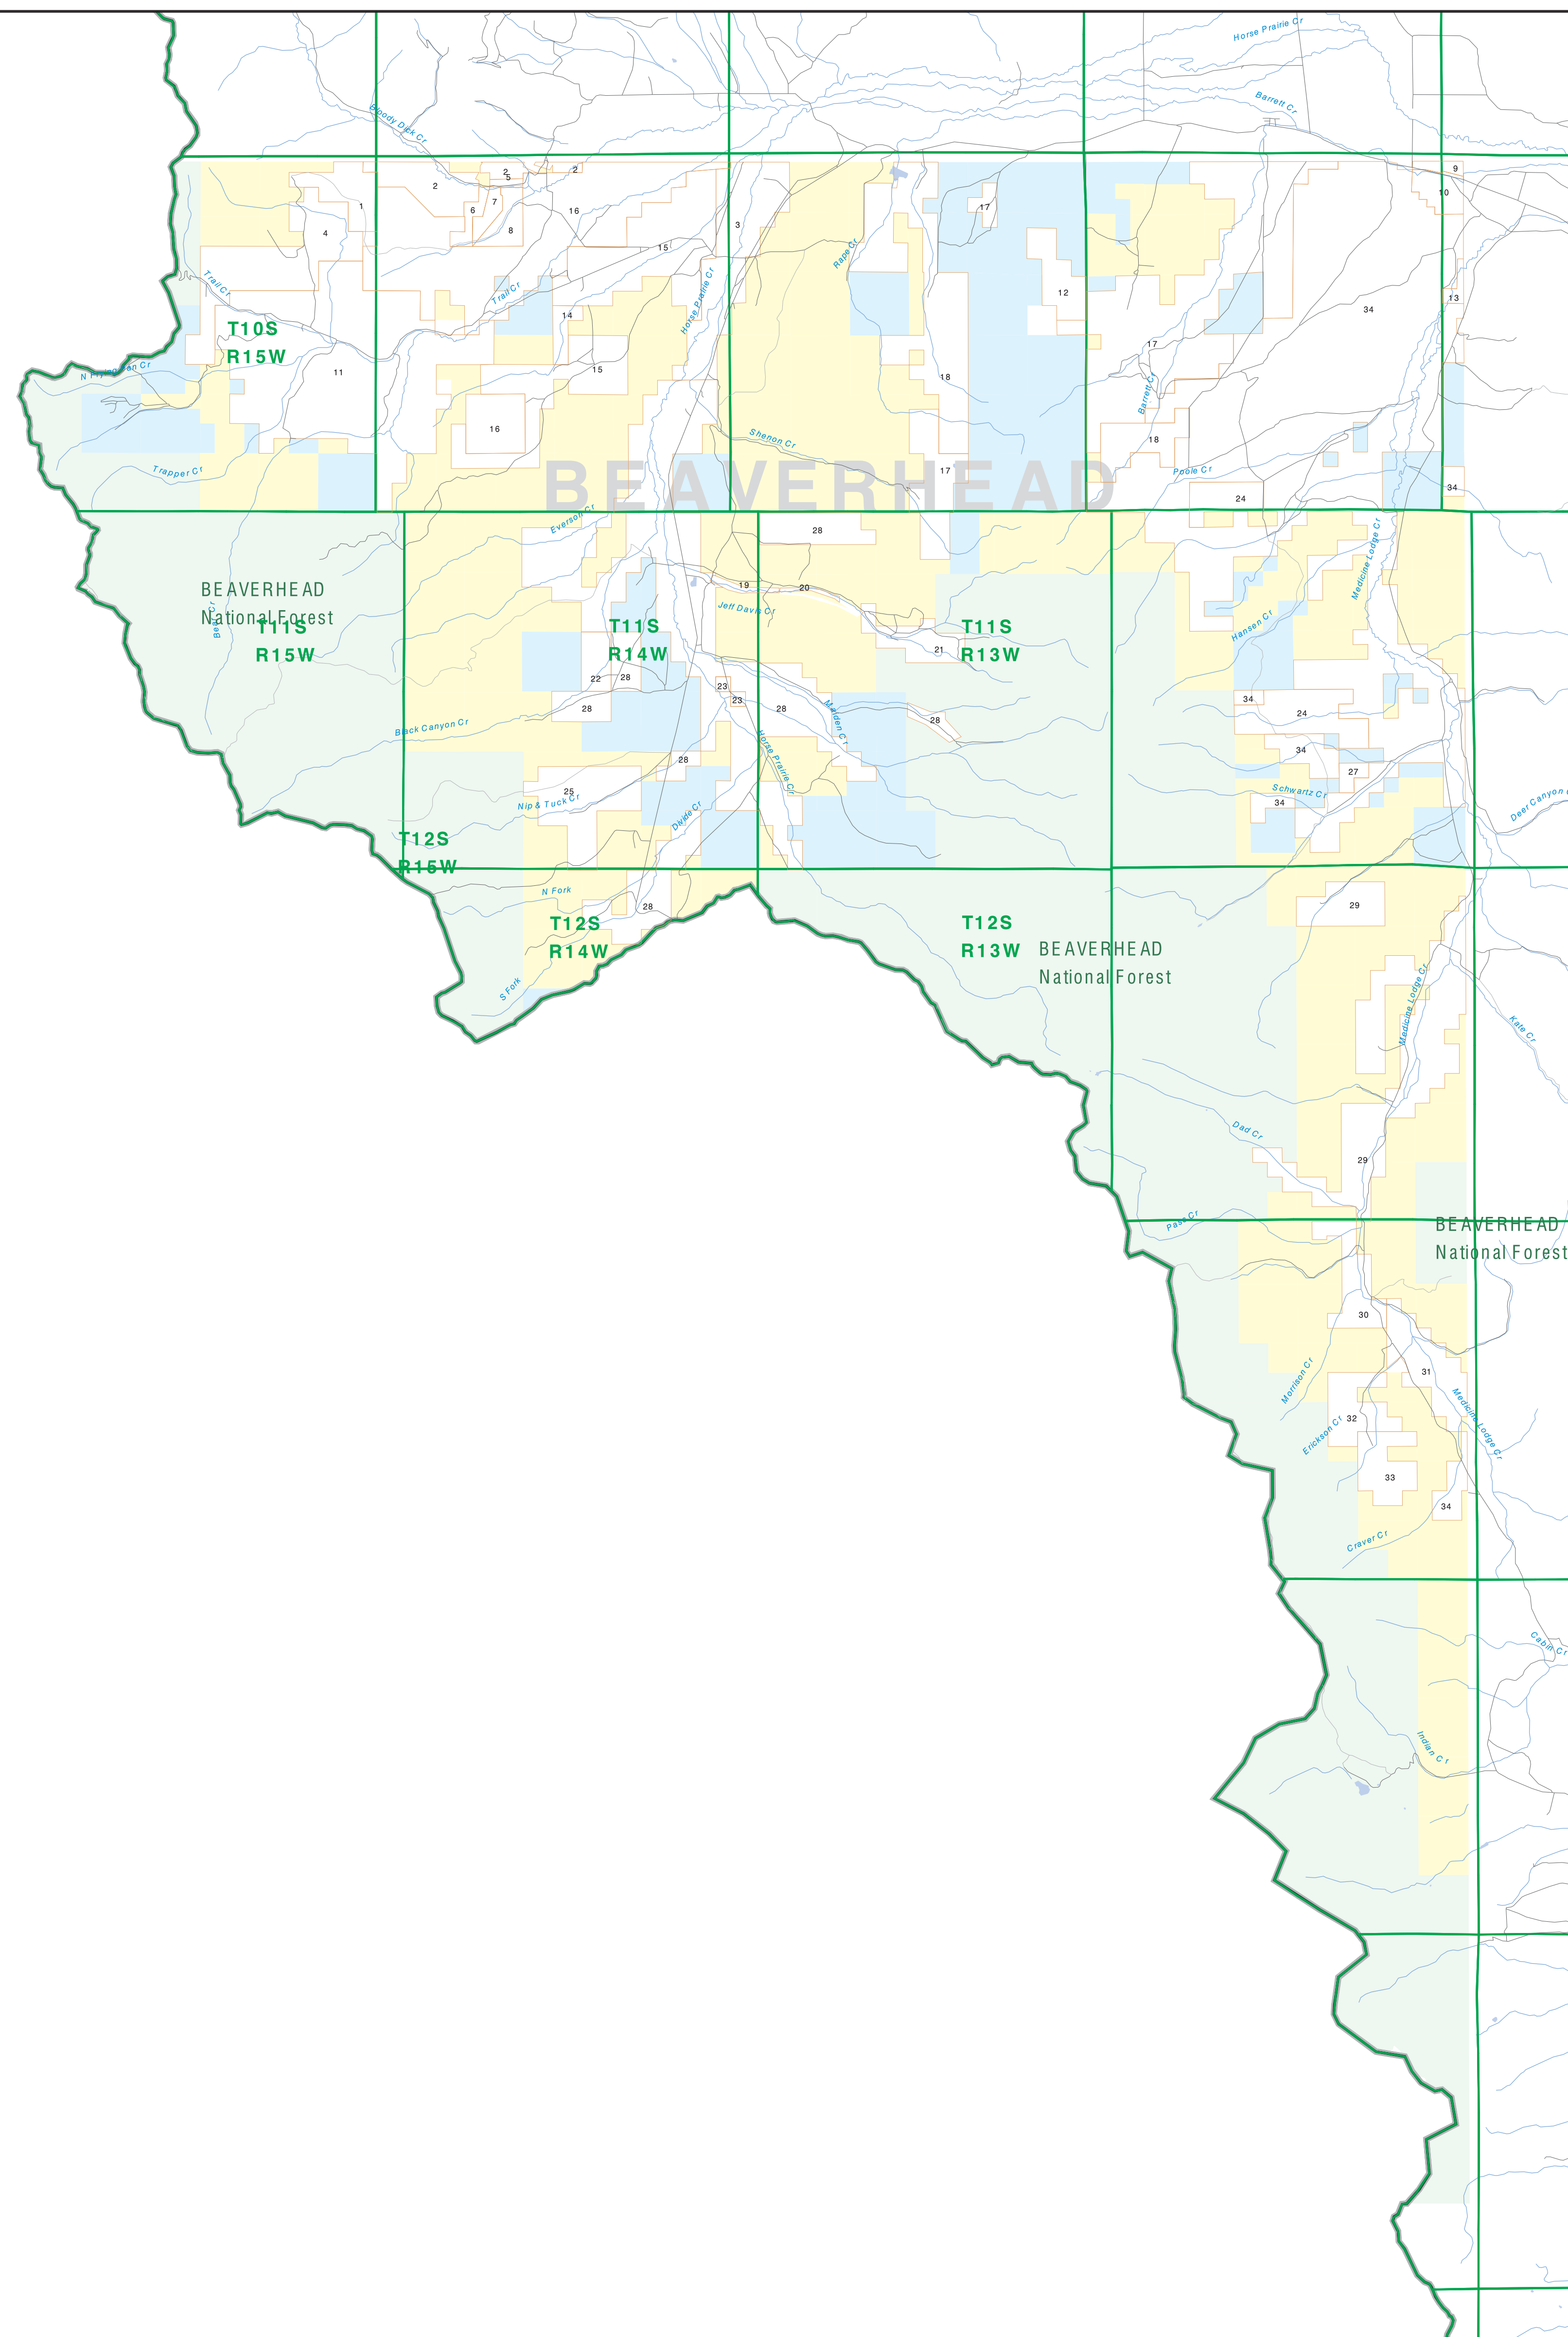 Horse Prairie Cr
Bloody Dick Cr
Barrett Cr
2
2
2
5
9
1
7
10
6
16
17
4
8
3
15
Rape Cr
Trail Cr
Trail Cr
Horse Prairie Cr
12
13
14
34
T10S
R15W
17
N Frying Pan Cr
11
15
18
Barrett Cr
16
18
Shenon Cr
Trapper Cr
17
Poole Cr
BEAVERHEAD
24
34
Everson Cr
28
Medicine Lodge Cr
BEAVERHEAD
National Forest
19
20
Jeff Davis Cr
T11S
R15W
T11S
R14W
T11S
R13W
Hansen Cr
21
22
28
23
23
28
28
28
34
24
Maiden Cr
Black Canyon Cr
Horse Prairie Cr
34
28
27
25
Nip & Tuck Cr
Schwartz Cr
34
Divide Cr
Deer Canyon
T12S
R15W
N Fork
28
29
T12S
R14W
T12S
R13W
BEAVERHEAD
National Forest
S Fork
Medicine Lodge Cr
Kate Cr
Dad Cr
29
Pass Cr
BEAVERHEAD
National Forest
30
31
Morrison Cr
Medicine Lodge Cr
32
Erickson Cr
33
34
Craver Cr
Cabin Cr
Indian Cr